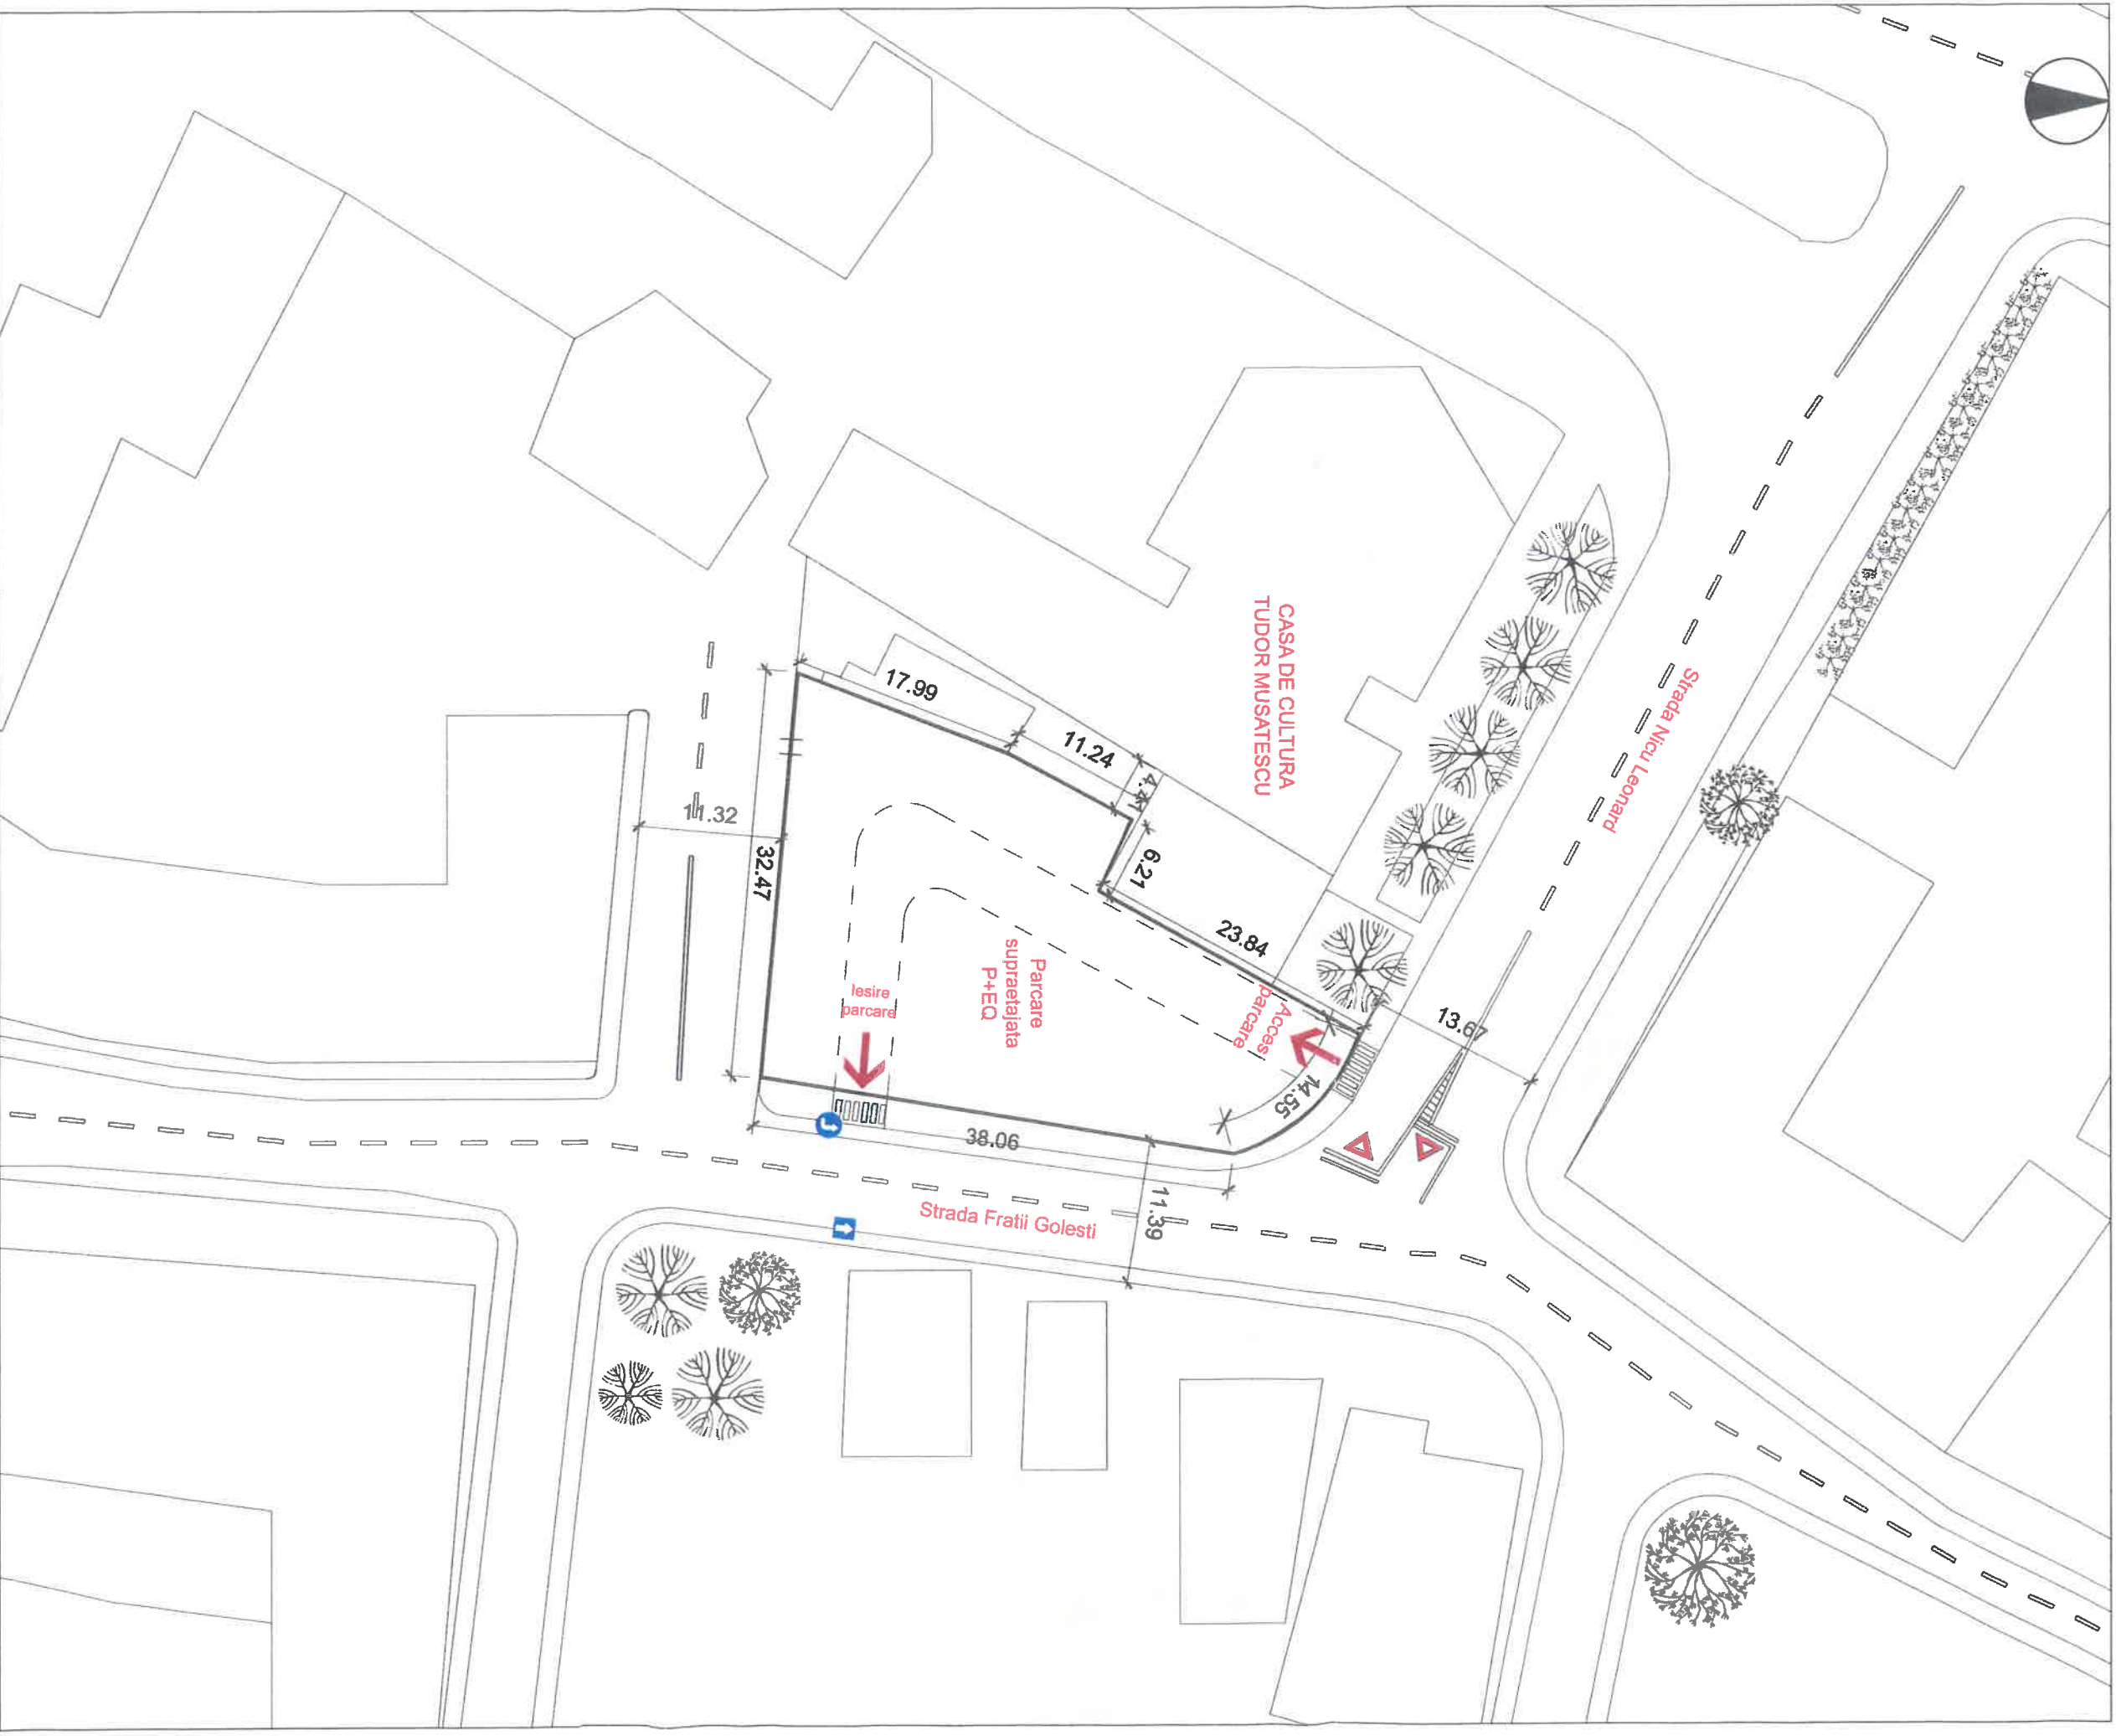 CASA DE CULTURA
TUDOR MUSATESCU
Strada Nicu Leonard
17.99
11.24
4.41
6.21
23.84
11.32
32.47
13.67
14.55
Acces
parcare
Parcare
supraetajata
P+EQ
Iesire
parcare
38.06
11.39
Strada Fratii Golesti